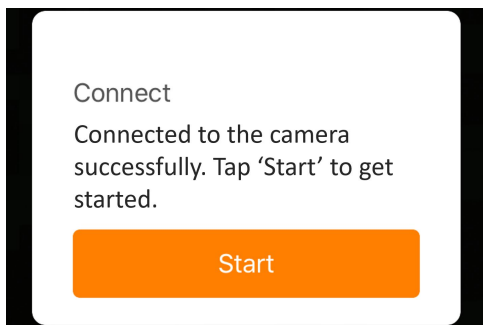 Connect
Connected to the camera
successfully. Tap ‘Start’ to get
started.
Start